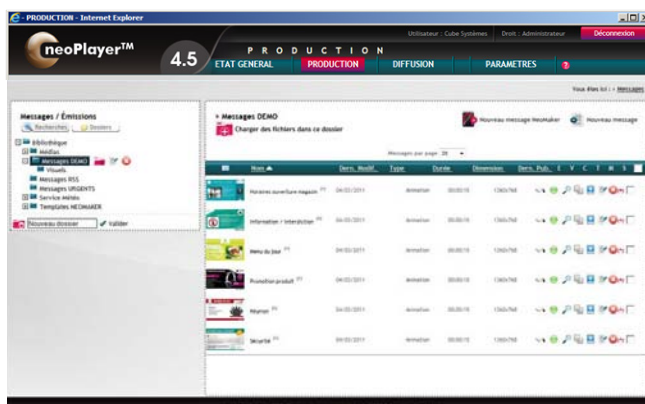 - PRODUCTION - Internet Explorer
Utilisateur : Cube Systèmes Droit : Administrateur Déconnexion
neoPlayer™ 4.5
PRODUCTION
ETAT GENERAL PRODUCTION DIFFUSION PARAMETRES ?
Vous êtes ici : > Messages
Messages / Émissions
Recherches Dossiers
Bibliothèque
Médias
Messages DEMO
Visuels
Messages RSS
Messages URGENTS
Service Météo
Templates NEOMAKER
Nouveau dossier Valider
> Messages DEMO
Charger des fichiers dans ce dossier
Nouveau message NeoMaker Nouveau message
Messages par page 20
Nom Dern. Modif. Type Durée Dimension Dern. Pub. E V C T M S
Horaires ouverture magasin 04/03/2011 Animation 00:00:15 1360x768 n/a
Information / Interdiction 04/03/2011 Animation 00:00:15 1360x768 n/a
Menu du jour 04/03/2011 Animation 00:00:15 1360x768 n/a
Promotion produit 04/03/2011 Animation 00:00:15 1360x768 n/a
Réunion 04/03/2011 Animation 00:00:15 1360x768 n/a
Sécurité 04/03/2011 Animation 00:00:15 1360x768 n/a